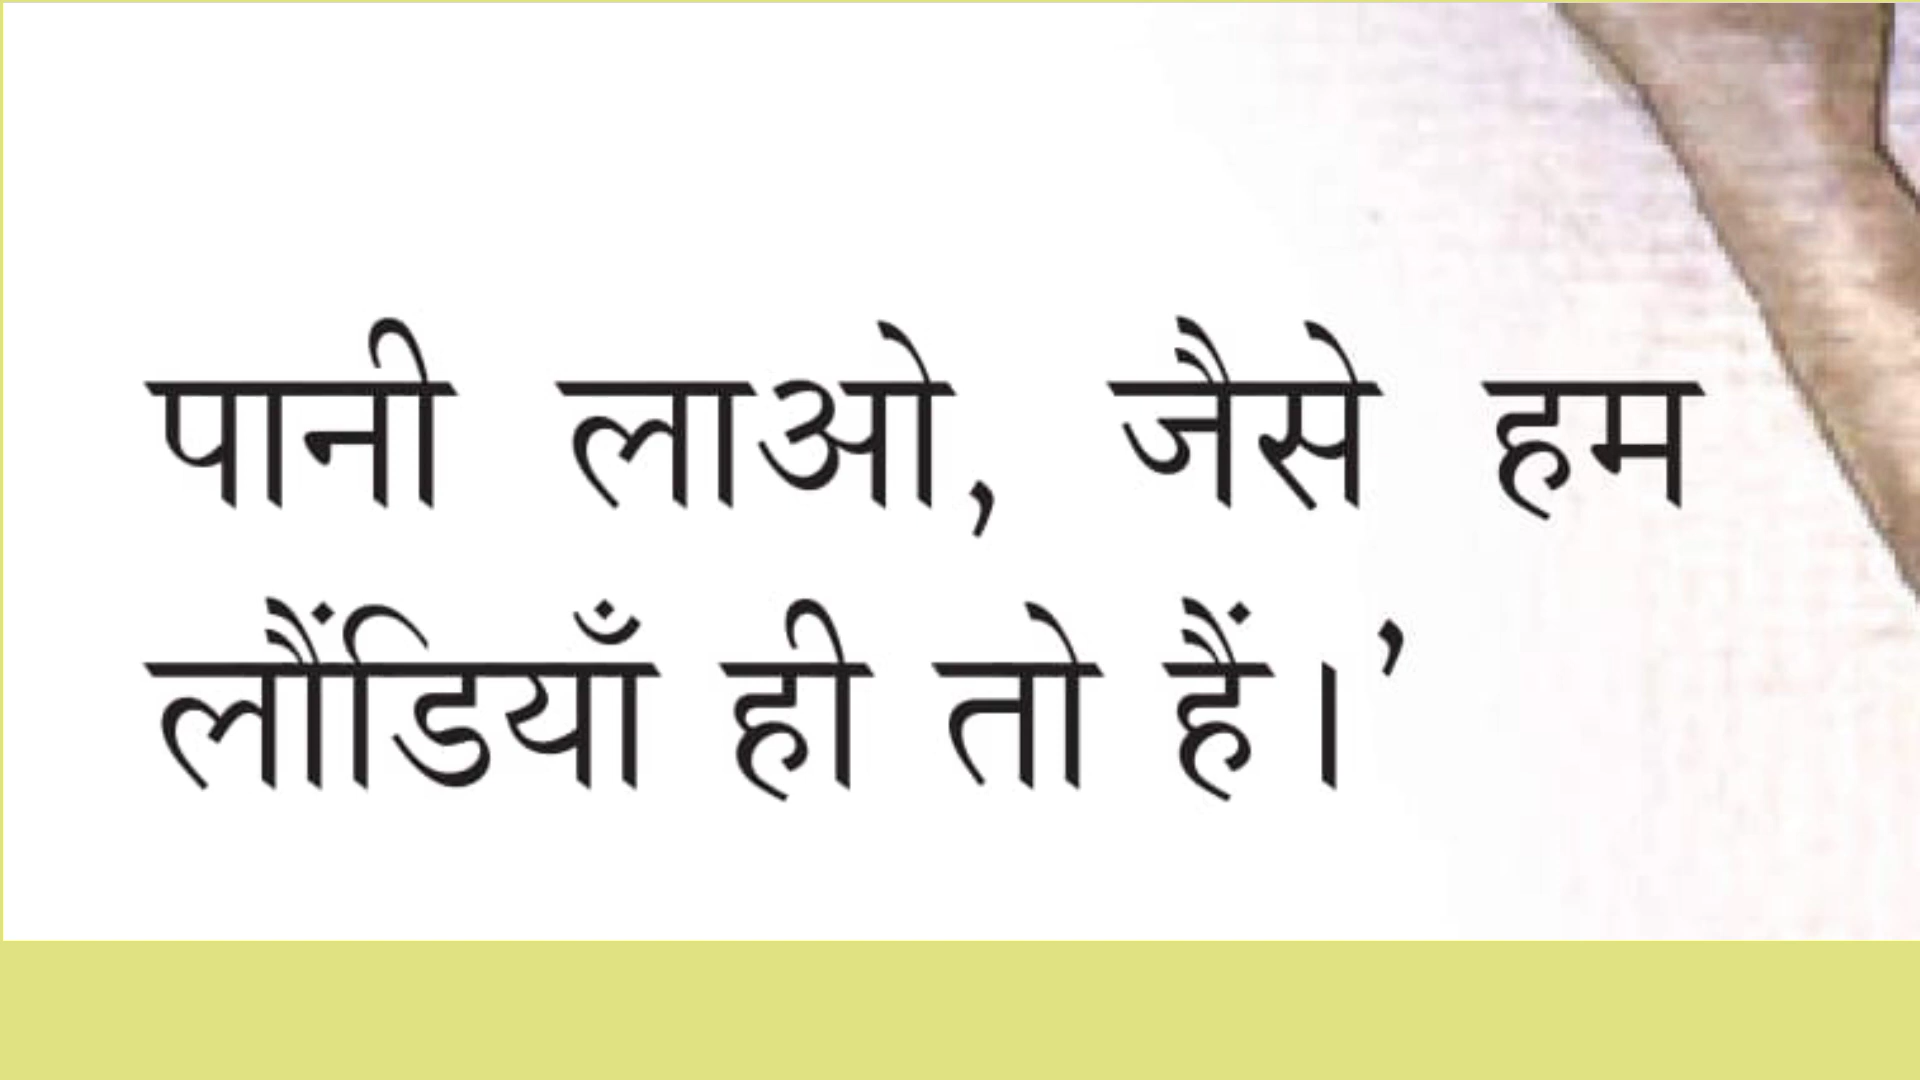 पानी लाओ, जैसे हम
लौंडियाँ ही तो हैं।’